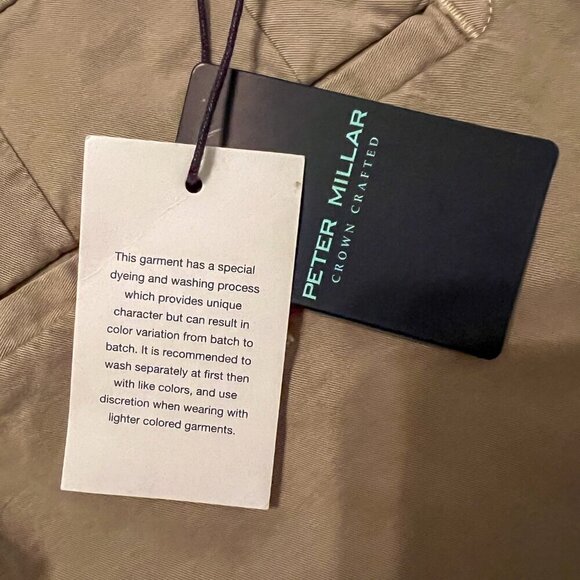 This garment has a special
dyeing and washing process
which provides unique
character but can result in
color variation from batch to
batch. It is recommended to
wash separately at first then
with like colors, and use
discretion when wearing with
lighter colored garments.
PETER MILLAR
CROWN CRAFTED